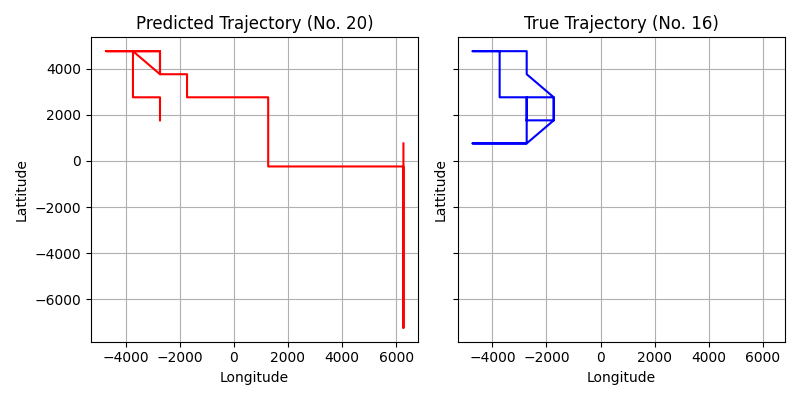 Predicted Trajectory (No. 20)
True Trajectory (No. 16)
Lattitude
4000
2000
0
−2000
−4000
−6000
−4000 −2000 0 2000 4000 6000
Longitude
Lattitude
−4000 −2000 0 2000 4000 6000
Longitude